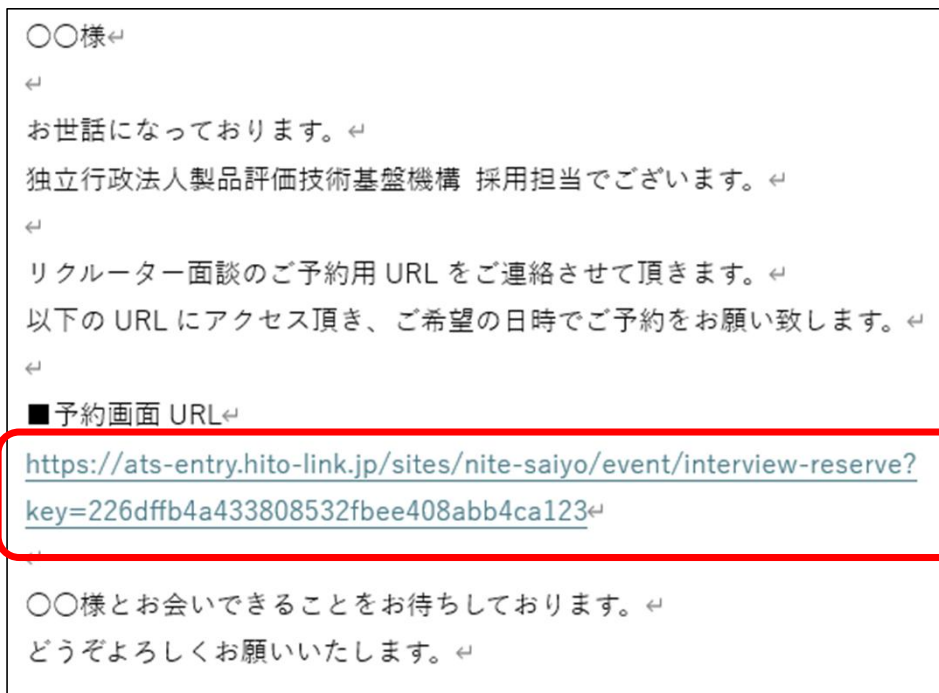 〇〇様↵
↵
お世話になっております。↵
独立行政法人製品評価技術基盤機構 採用担当でございます。↵
↵
リクルーター面談のご予約用 URL をご連絡させて頂きます。↵
以下の URL にアクセス頂き、ご希望の日時でご予約をお願い致します。↵
↵
■予約画面 URL↵
https://ats-entry.hito-link.jp/sites/nite-saiyo/event/interview-reserve?
key=226dffb4a433808532fbee408abb4ca123↵
↵
〇〇様とお会いできることをお待ちしております。↵
どうぞよろしくお願いいたします。↵